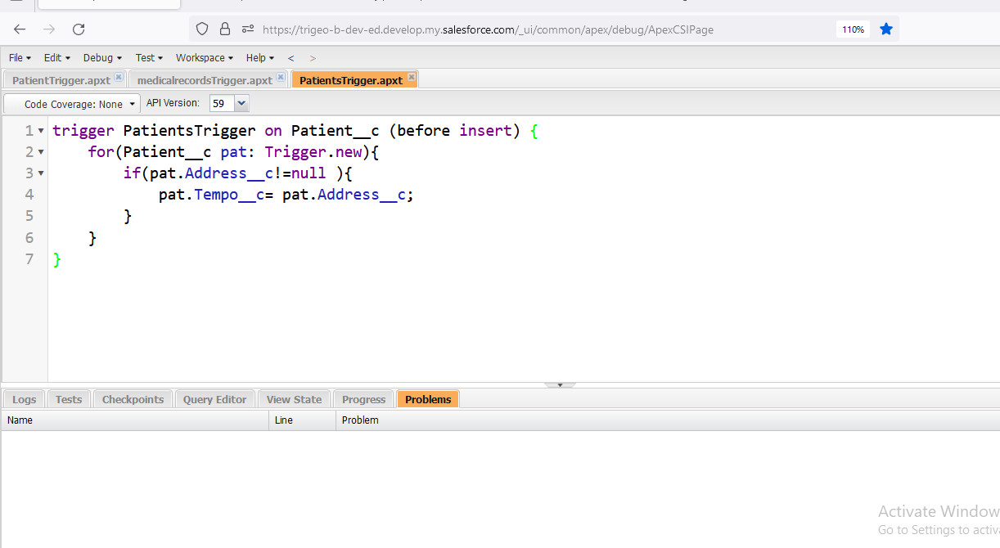 https://trigeo-b-dev-ed.develop.my.salesforce.com/_ui/common/apex/debug/ApexCSIPage 110%
File Edit Debug Test Workspace Help < >
PatientTrigger.apxt medicalrecordsTrigger.apxt PatientsTrigger.apxt
Code Coverage: None API Version: 59
1 trigger PatientsTrigger on Patient__c (before insert) {
2 for(Patient__c pat: Trigger.new){
3 if(pat.Address__c!=null ){
4 pat.Tempo__c= pat.Address__c;
5 }
6 }
7 }
Logs Tests Checkpoints Query Editor View State Progress Problems
Name Line Problem
Activate Window
Go to Settings to activa